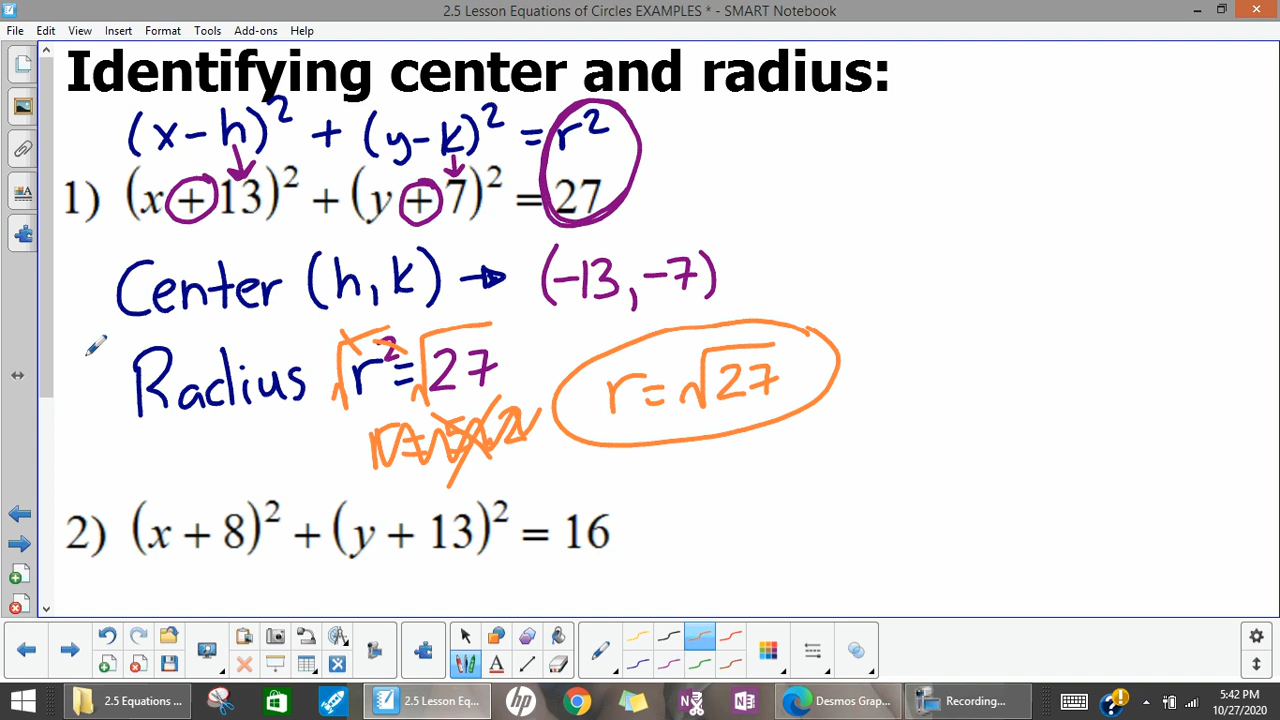 2.5 Lesson Equations of Circles EXAMPLES * - SMART Notebook
File Edit View Insert Format Tools Add-ons Help
Identifying center and radius:
(x-h)² + (y-k)² = r²
1) (x+13)² + (y+7)² = 27
Center (h,k) → (-13, -7)
Radius √r² = √27
r = √27
2) (x + 8)² + (y + 13)² = 16
2.5 Equations ...
2.5 Lesson Eq...
Desmos Grap...
Recording...
5:42 PM
10/27/2020